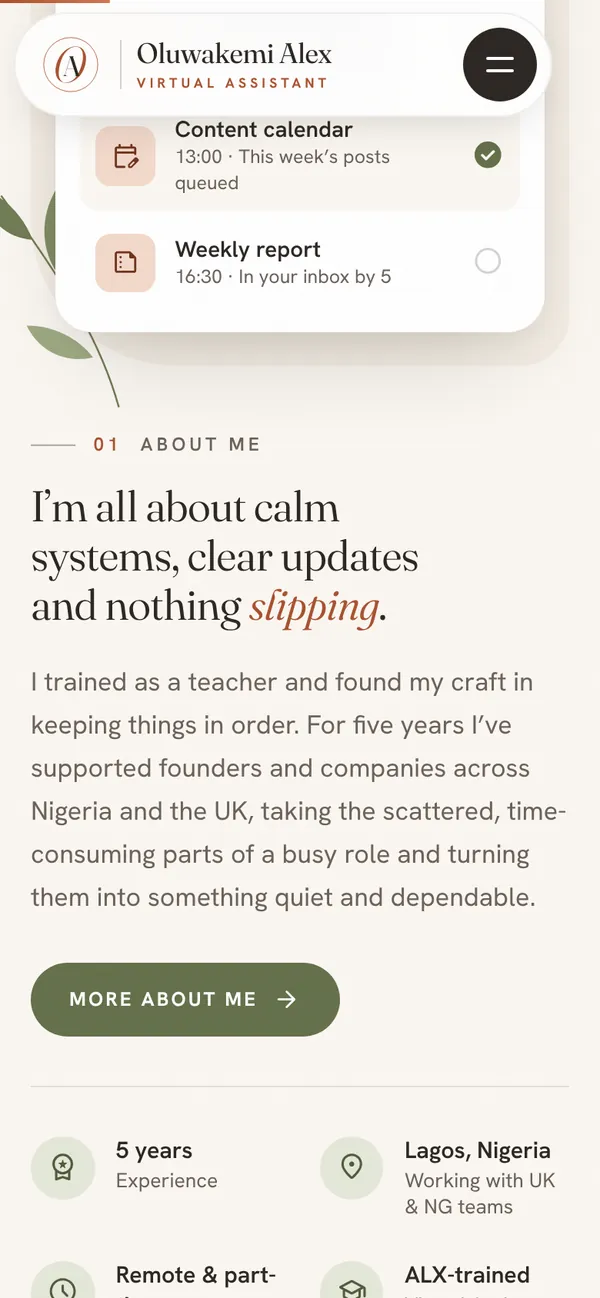 Oluwakemi Alex
VIRTUAL ASSISTANT
Content calendar
13:00 · This week’s posts
queued
Weekly report
16:30 · In your inbox by 5
01 ABOUT ME
I’m all about calm
systems, clear updates
and nothing slipping.
I trained as a teacher and found my craft in
keeping things in order. For five years I’ve
supported founders and companies across
Nigeria and the UK, taking the scattered, time-
consuming parts of a busy role and turning
them into something quiet and dependable.
MORE ABOUT ME
5 years
Experience
Lagos, Nigeria
Working with UK
& NG teams
Remote & part-
ALX-trained